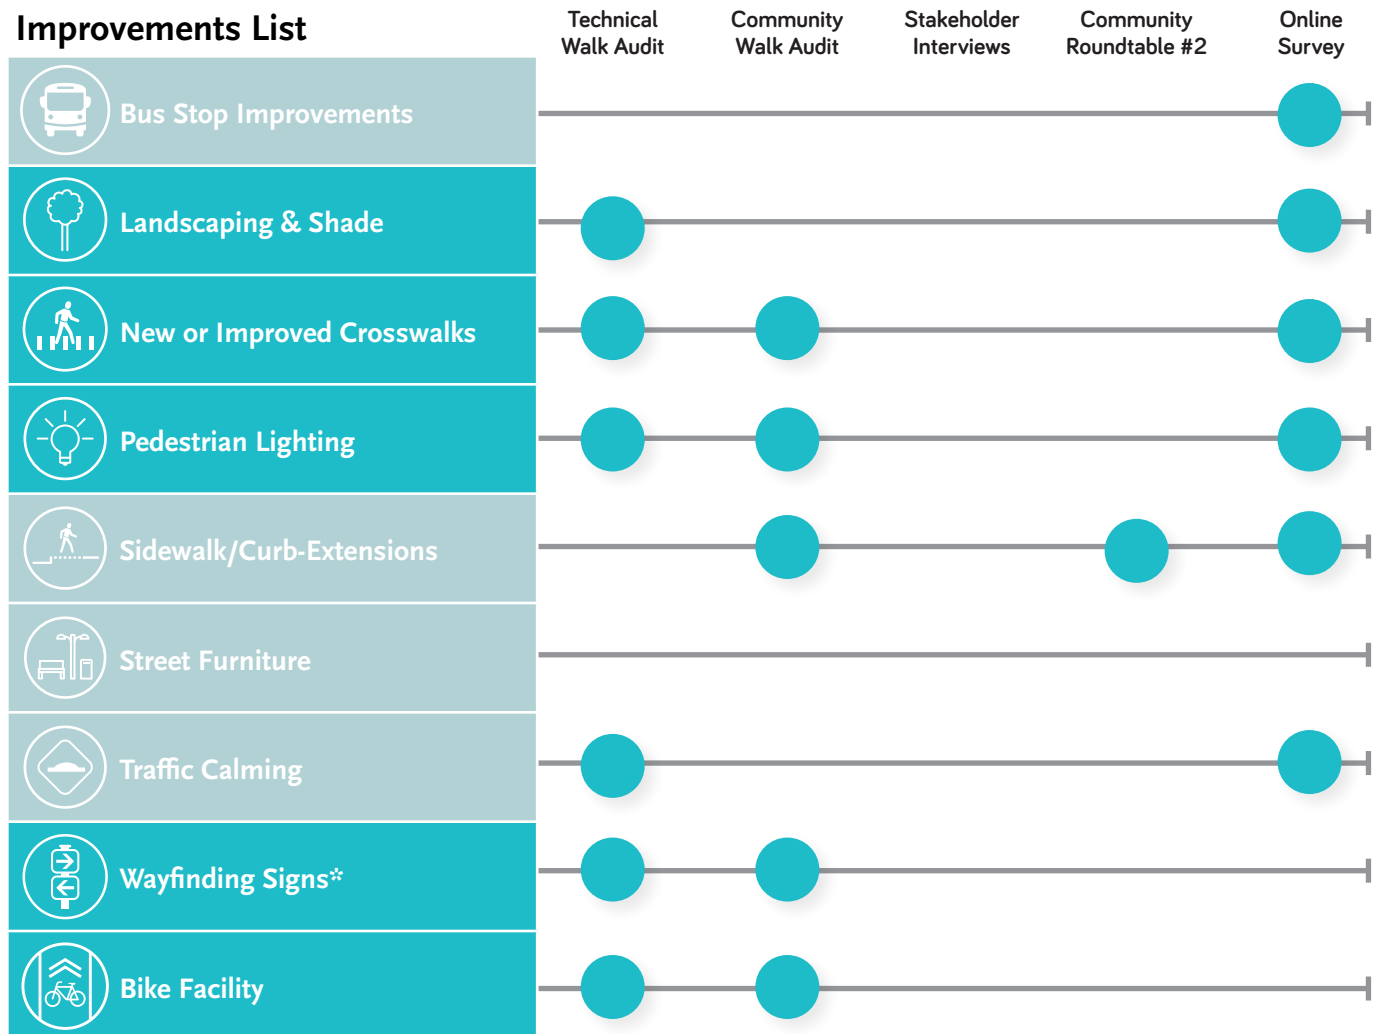 Improvements List
Technical
Walk Audit
Community
Walk Audit
Stakeholder
Interviews
Community
Roundtable #2
Online
Survey
Bus Stop Improvements
Landscaping & Shade
New or Improved Crosswalks
Pedestrian Lighting
Sidewalk/Curb-Extensions
Street Furniture
Traffic Calming
Wayfinding Signs*
Bike Facility